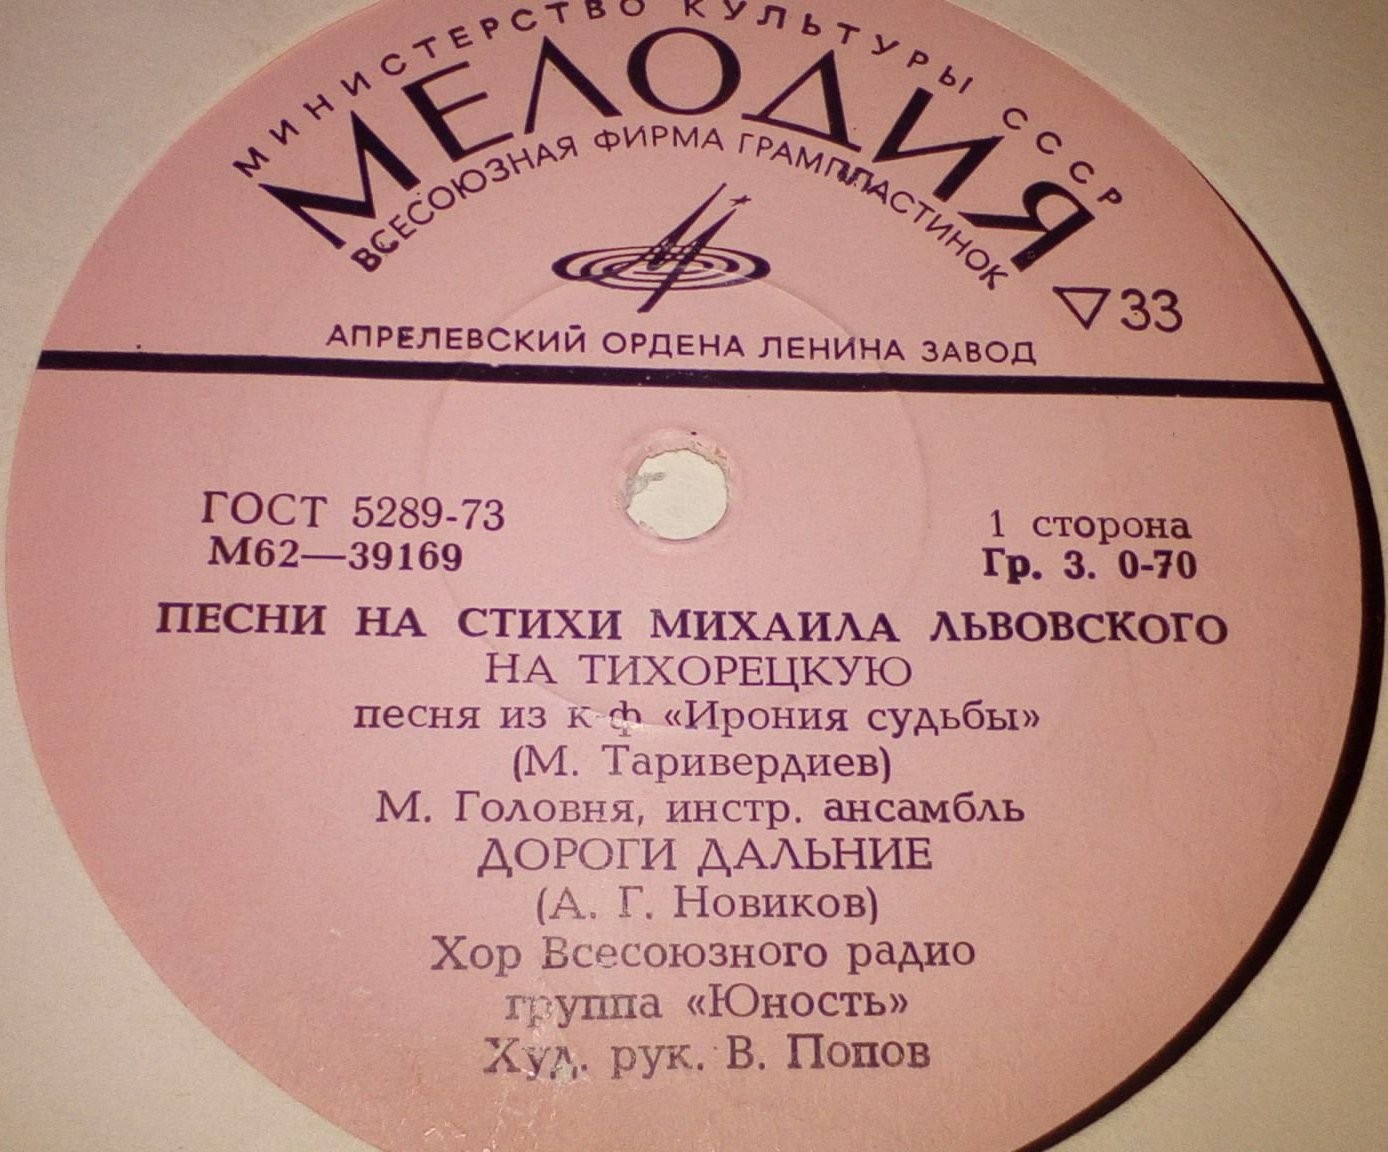 МИНИСТЕРСТВО КУЛЬТУРЫ СССР
МЕЛОДИЯ
ВСЕСОЮЗНАЯ ФИРМА ГРАМПЛАСТИНОК
33
АПРЕЛЕВСКИЙ ОРДЕНА ЛЕНИНА ЗАВОД
ГОСТ 5289-73
М62—39169
1 сторона
Гр. 3. 0-70
ПЕСНИ НА СТИХИ МИХАИЛА ЛЬВОВСКОГО
НА ТИХОРЕЦКУЮ
песня из к-ф «Ирония судьбы»
(М. Таривердиев)
М. Головня, инстр. ансамбль
ДОРОГИ ДАЛЬНИЕ
(А. Г. Новиков)
Хор Всесоюзного радио
группа «Юность»
Худ. рук. В. Попов